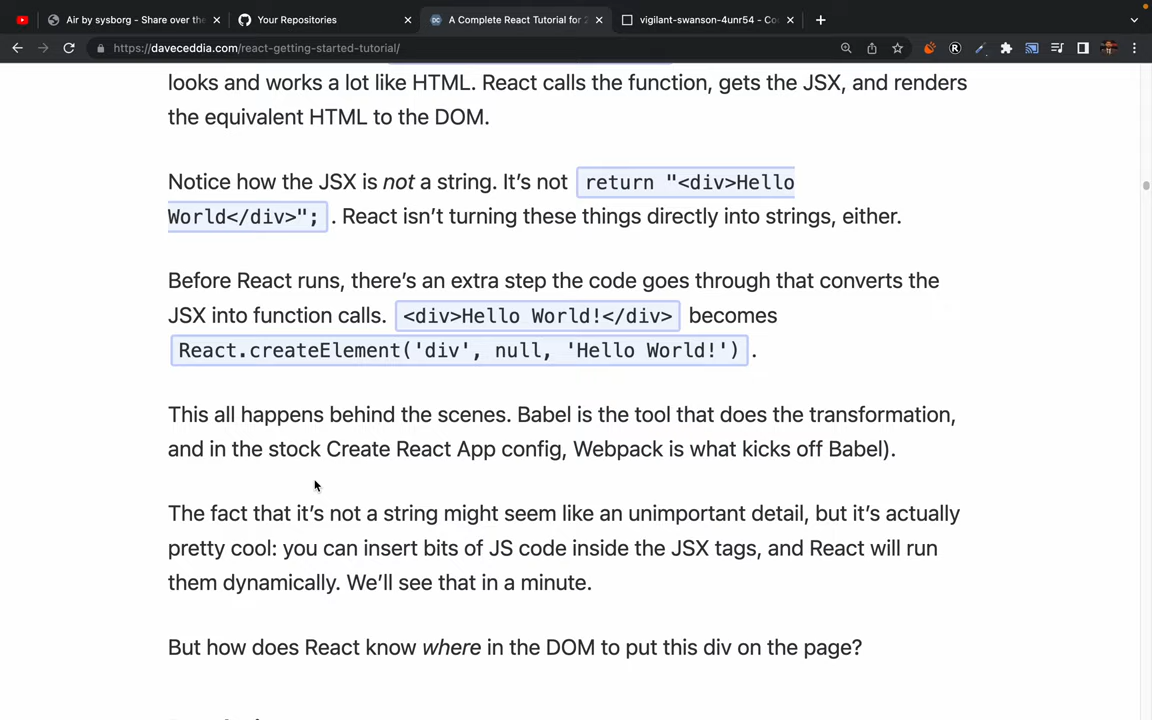 Air by sysborg - Share over the
Your Repositories
A Complete React Tutorial for 2
vigilant-swanson-4unr54 - Co
https://daveceddia.com/react-getting-started-tutorial/
looks and works a lot like HTML. React calls the function, gets the JSX, and renders
the equivalent HTML to the DOM.
Notice how the JSX is not a string. It’s not return "<div>Hello
World</div>"; . React isn’t turning these things directly into strings, either.
Before React runs, there’s an extra step the code goes through that converts the
JSX into function calls. <div>Hello World!</div> becomes
React.createElement('div', null, 'Hello World!') .
This all happens behind the scenes. Babel is the tool that does the transformation,
and in the stock Create React App config, Webpack is what kicks off Babel).
The fact that it’s not a string might seem like an unimportant detail, but it’s actually
pretty cool: you can insert bits of JS code inside the JSX tags, and React will run
them dynamically. We’ll see that in a minute.
But how does React know where in the DOM to put this div on the page?